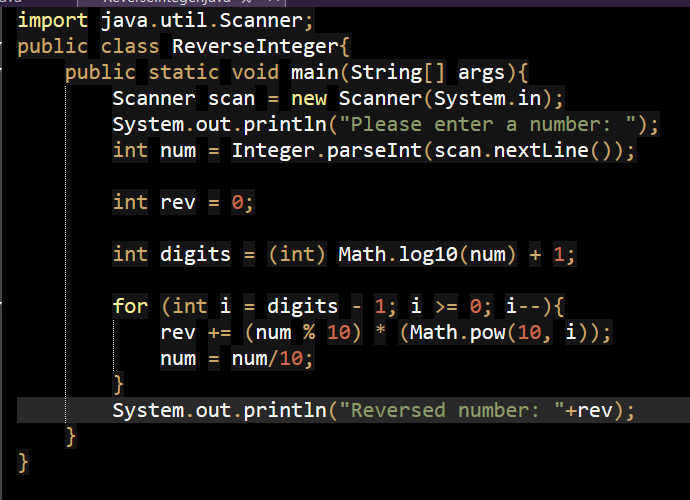 import java.util.Scanner;
public class ReverseInteger{
    public static void main(String[] args){
        Scanner scan = new Scanner(System.in);
        System.out.println("Please enter a number: ");
        int num = Integer.parseInt(scan.nextLine());
        int rev = 0;
        int digits = (int) Math.log10(num) + 1;
        for (int i = digits - 1; i >= 0; i--){
            rev += (num % 10) * (Math.pow(10, i));
            num = num/10;
        }
        System.out.println("Reversed number: "+rev);
    }
}